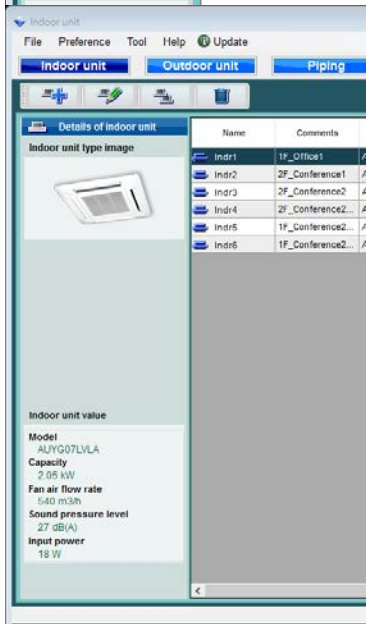 Indoor unit
File Preference Tool Help Update
Indoor unit Outdoor unit Piping
Details of indoor unit
Indoor unit type image
Name Comments
Indr1 1F_Office1
Indr2 2F_Conference1
Indr3 2F_Conference2
Indr4 2F_Conference2...
Indr5 1F_Conference2...
Indr6 1F_Conference2...
Indoor unit value
Model
AUYG07LVLA
Capacity
2.05 kW
Fan air flow rate
540 m3/h
Sound pressure level
27 dB(A)
Input power
18 W